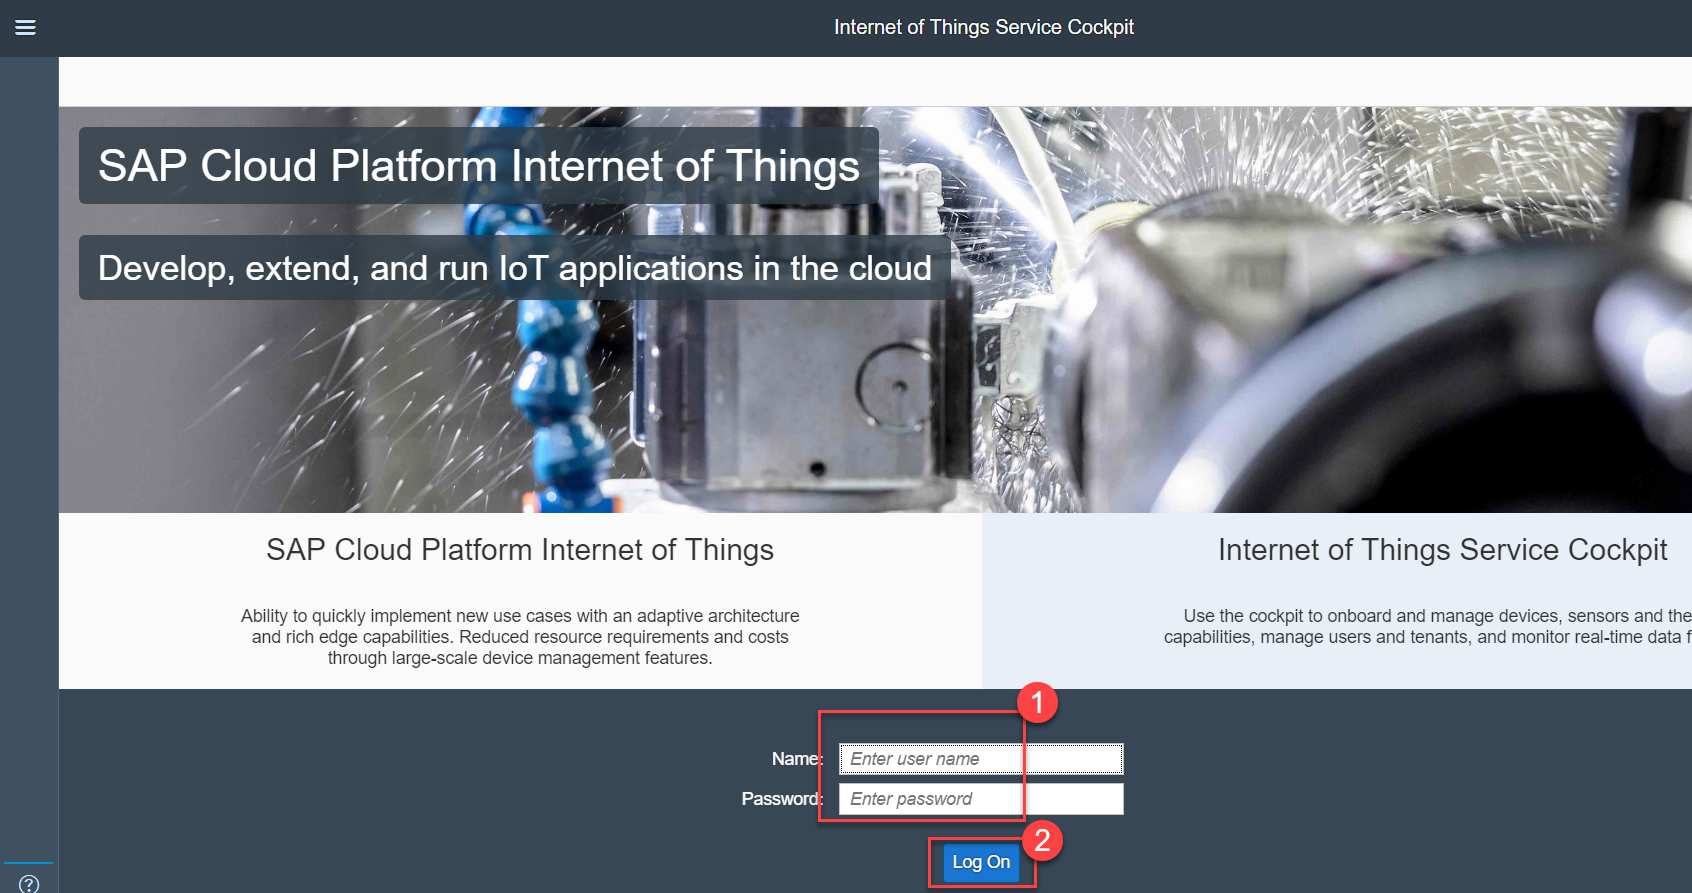 Internet of Things Service Cockpit
SAP Cloud Platform Internet of Things
Develop, extend, and run IoT applications in the cloud
SAP Cloud Platform Internet of Things
Ability to quickly implement new use cases with an adaptive architecture
and rich edge capabilities. Reduced resource requirements and costs
through large-scale device management features.
Internet of Things Service Cockpit
Use the cockpit to onboard and manage devices, sensors and the
capabilities, manage users and tenants, and monitor real-time data f
1
Name: Enter user name
Password: Enter password
2
Log On
?